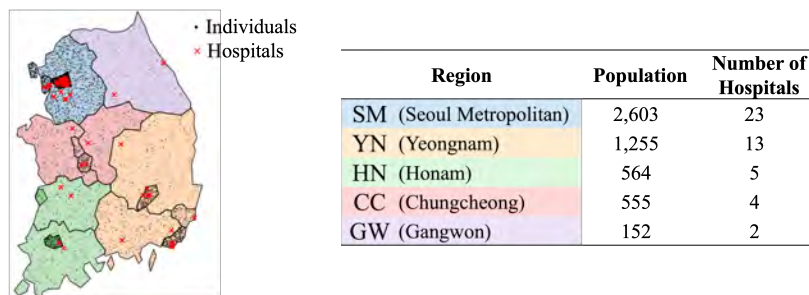 Individuals
Hospitals
Region Population Number of Hospitals
SM (Seoul Metropolitan) 2,603 23
YN (Yeongnam) 1,255 13
HN (Honam) 564 5
CC (Chungcheong) 555 4
GW (Gangwon) 152 2